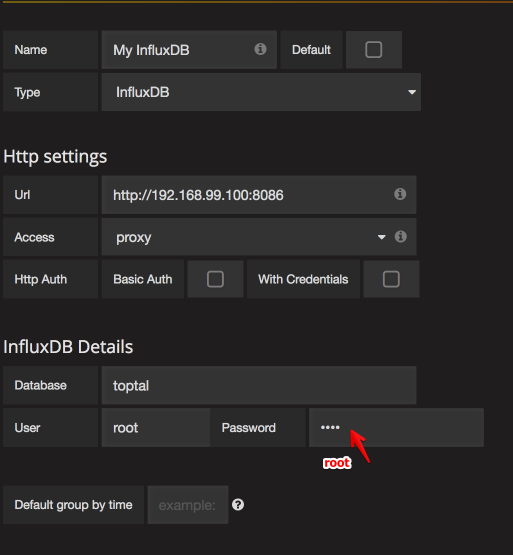 Name My InfluxDB Default
Type InfluxDB
Http settings
Url http://192.168.99.100:8086
Access proxy
Http Auth Basic Auth With Credentials
InfluxDB Details
Database toptal
User root Password ••••
root
Default group by time example: